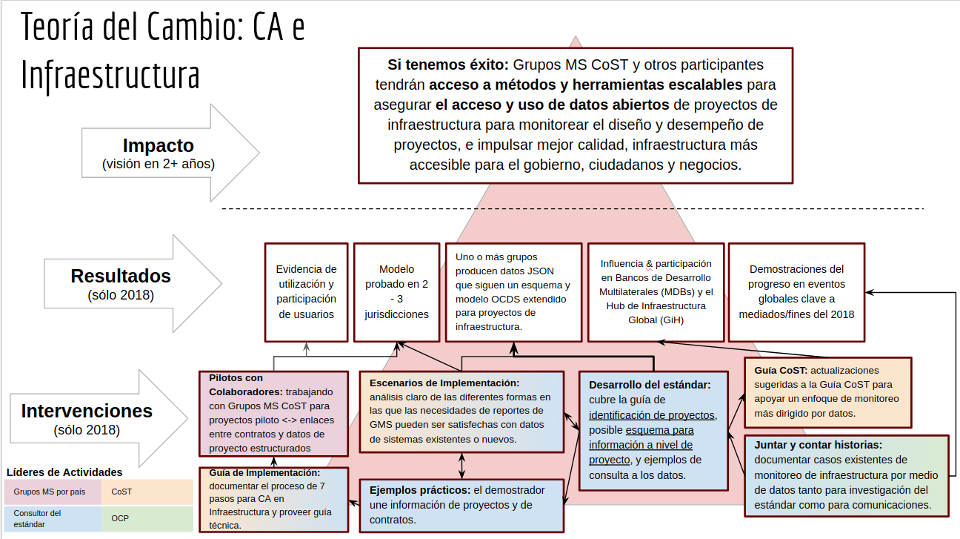 Teoría del Cambio: CA e
Infraestructura
Si tenemos éxito: Grupos MS CoST y otros participantes
tendrán acceso a métodos y herramientas escalables para
asegurar el acceso y uso de datos abiertos de proyectos de
infraestructura para monitorear el diseño y desempeño de
proyectos, e impulsar mejor calidad, infraestructura más
accesible para el gobierno, ciudadanos y negocios.
Impacto
(visión en 2+ años)
Resultados
(sólo 2018)
Evidencia de
utilización y
participación
de usuarios
Modelo
probado en 2
- 3
jurisdicciones
Uno o más grupos
producen datos JSON
que siguen un esquema y
modelo OCDS extendido
para proyectos de
infraestructura.
Influencia & participación
en Bancos de Desarrollo
Multilaterales (MDBs) y el
Hub de Infraestructura
Global (GiH)
Demostraciones del
progreso en eventos
globales clave a
mediados/fines del 2018
Intervenciones
(sólo 2018)
Pilotos con
Colaboradores: trabajando
con Grupos MS CoST para
proyectos piloto <-> enlaces
entre contratos y datos de
proyecto estructurados
Escenarios de Implementación:
análisis claro de las diferentes formas en
las que las necesidades de reportes de
GMS pueden ser satisfechas con datos
de sistemas existentes o nuevos.
Desarrollo del estándar:
cubre la guía de
identificación de proyectos,
posible esquema para
información a nivel de
proyecto, y ejemplos de
consulta a los datos.
Guía CoST: actualizaciones
sugeridas a la Guía CoST para
apoyar un enfoque de monitoreo
más dirigido por datos.
Juntar y contar historias:
documentar casos existentes de
monitoreo de infraestructura por medio
de datos tanto para investigación del
estándar como para comunicaciones.
Guía de Implementación:
documentar el proceso de 7
pasos para CA en
Infraestructura y proveer guía
técnica.
Ejemplos prácticos: el demostrador
une información de proyectos y de
contratos.
Líderes de Actividades
Grupos MS por país
CoST
Consultor del
estándar
OCP